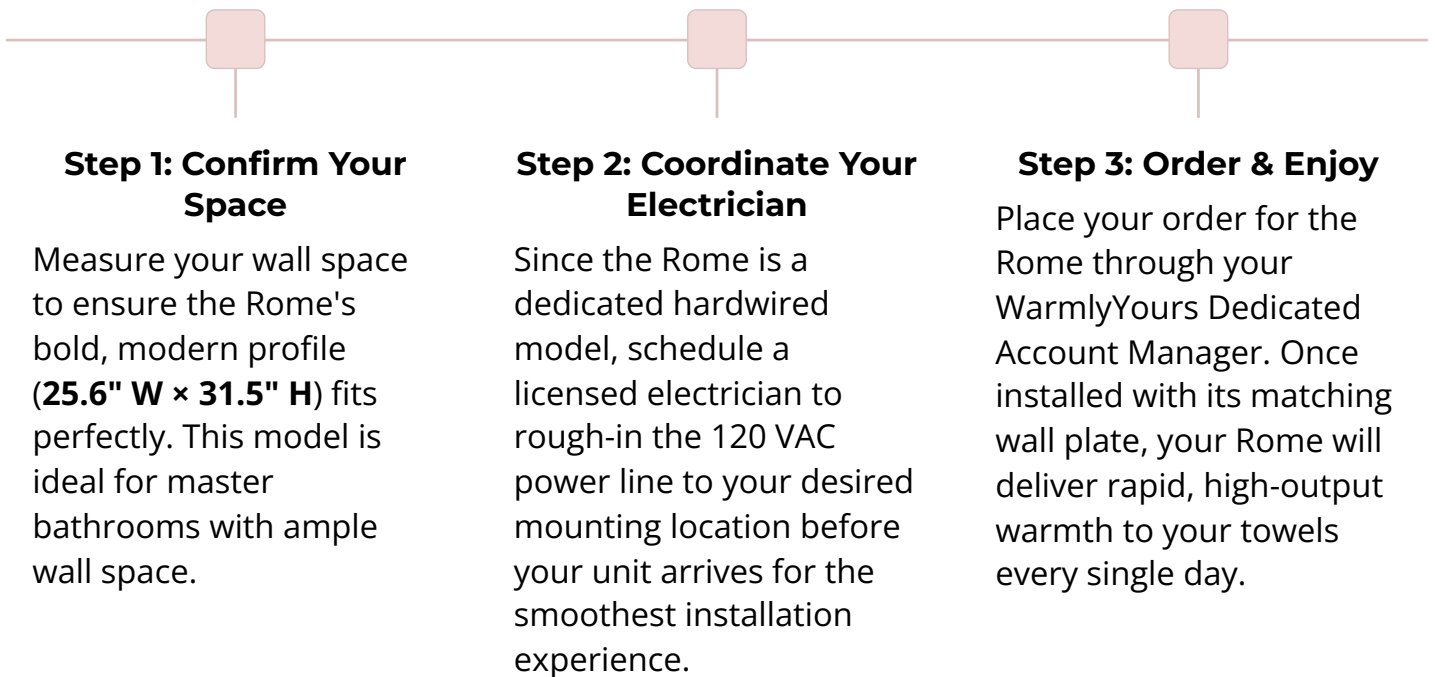 Step 1: Confirm Your
Space
Measure your wall space
to ensure the Rome's
bold, modern profile
(25.6" W × 31.5" H) fits
perfectly. This model is
ideal for master
bathrooms with ample
wall space.
Step 2: Coordinate Your
Electrician
Since the Rome is a
dedicated hardwired
model, schedule a
licensed electrician to
rough-in the 120 VAC
power line to your desired
mounting location before
your unit arrives for the
smoothest installation
experience.
Step 3: Order & Enjoy
Place your order for the
Rome through your
WarmlyYours Dedicated
Account Manager. Once
installed with its matching
wall plate, your Rome will
deliver rapid, high-output
warmth to your towels
every single day.